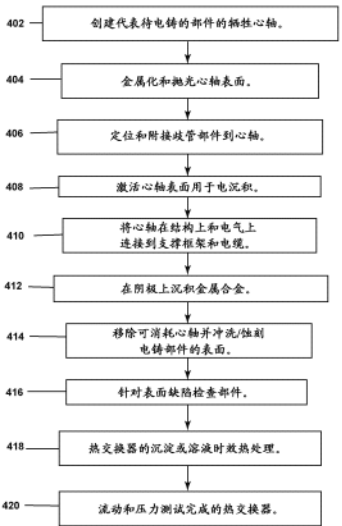 402
创建代表待电铸的部件的牺牲心轴。
404
金属化和抛光心轴表面。
406
定位和附接歧管部件到心轴。
408
激活心轴表面用于电沉积。
410
将心轴在结构上和电气上
连接到支撑框架和电缆。
412
在阴极上沉积金属合金。
414
移除可消耗心轴并冲洗/蚀刻
电铸部件的表面。
416
针对表面缺陷检查部件。
418
热交换器的沉淀或溶液时效热处理。
420
流动和压力测试完成的热交换器。